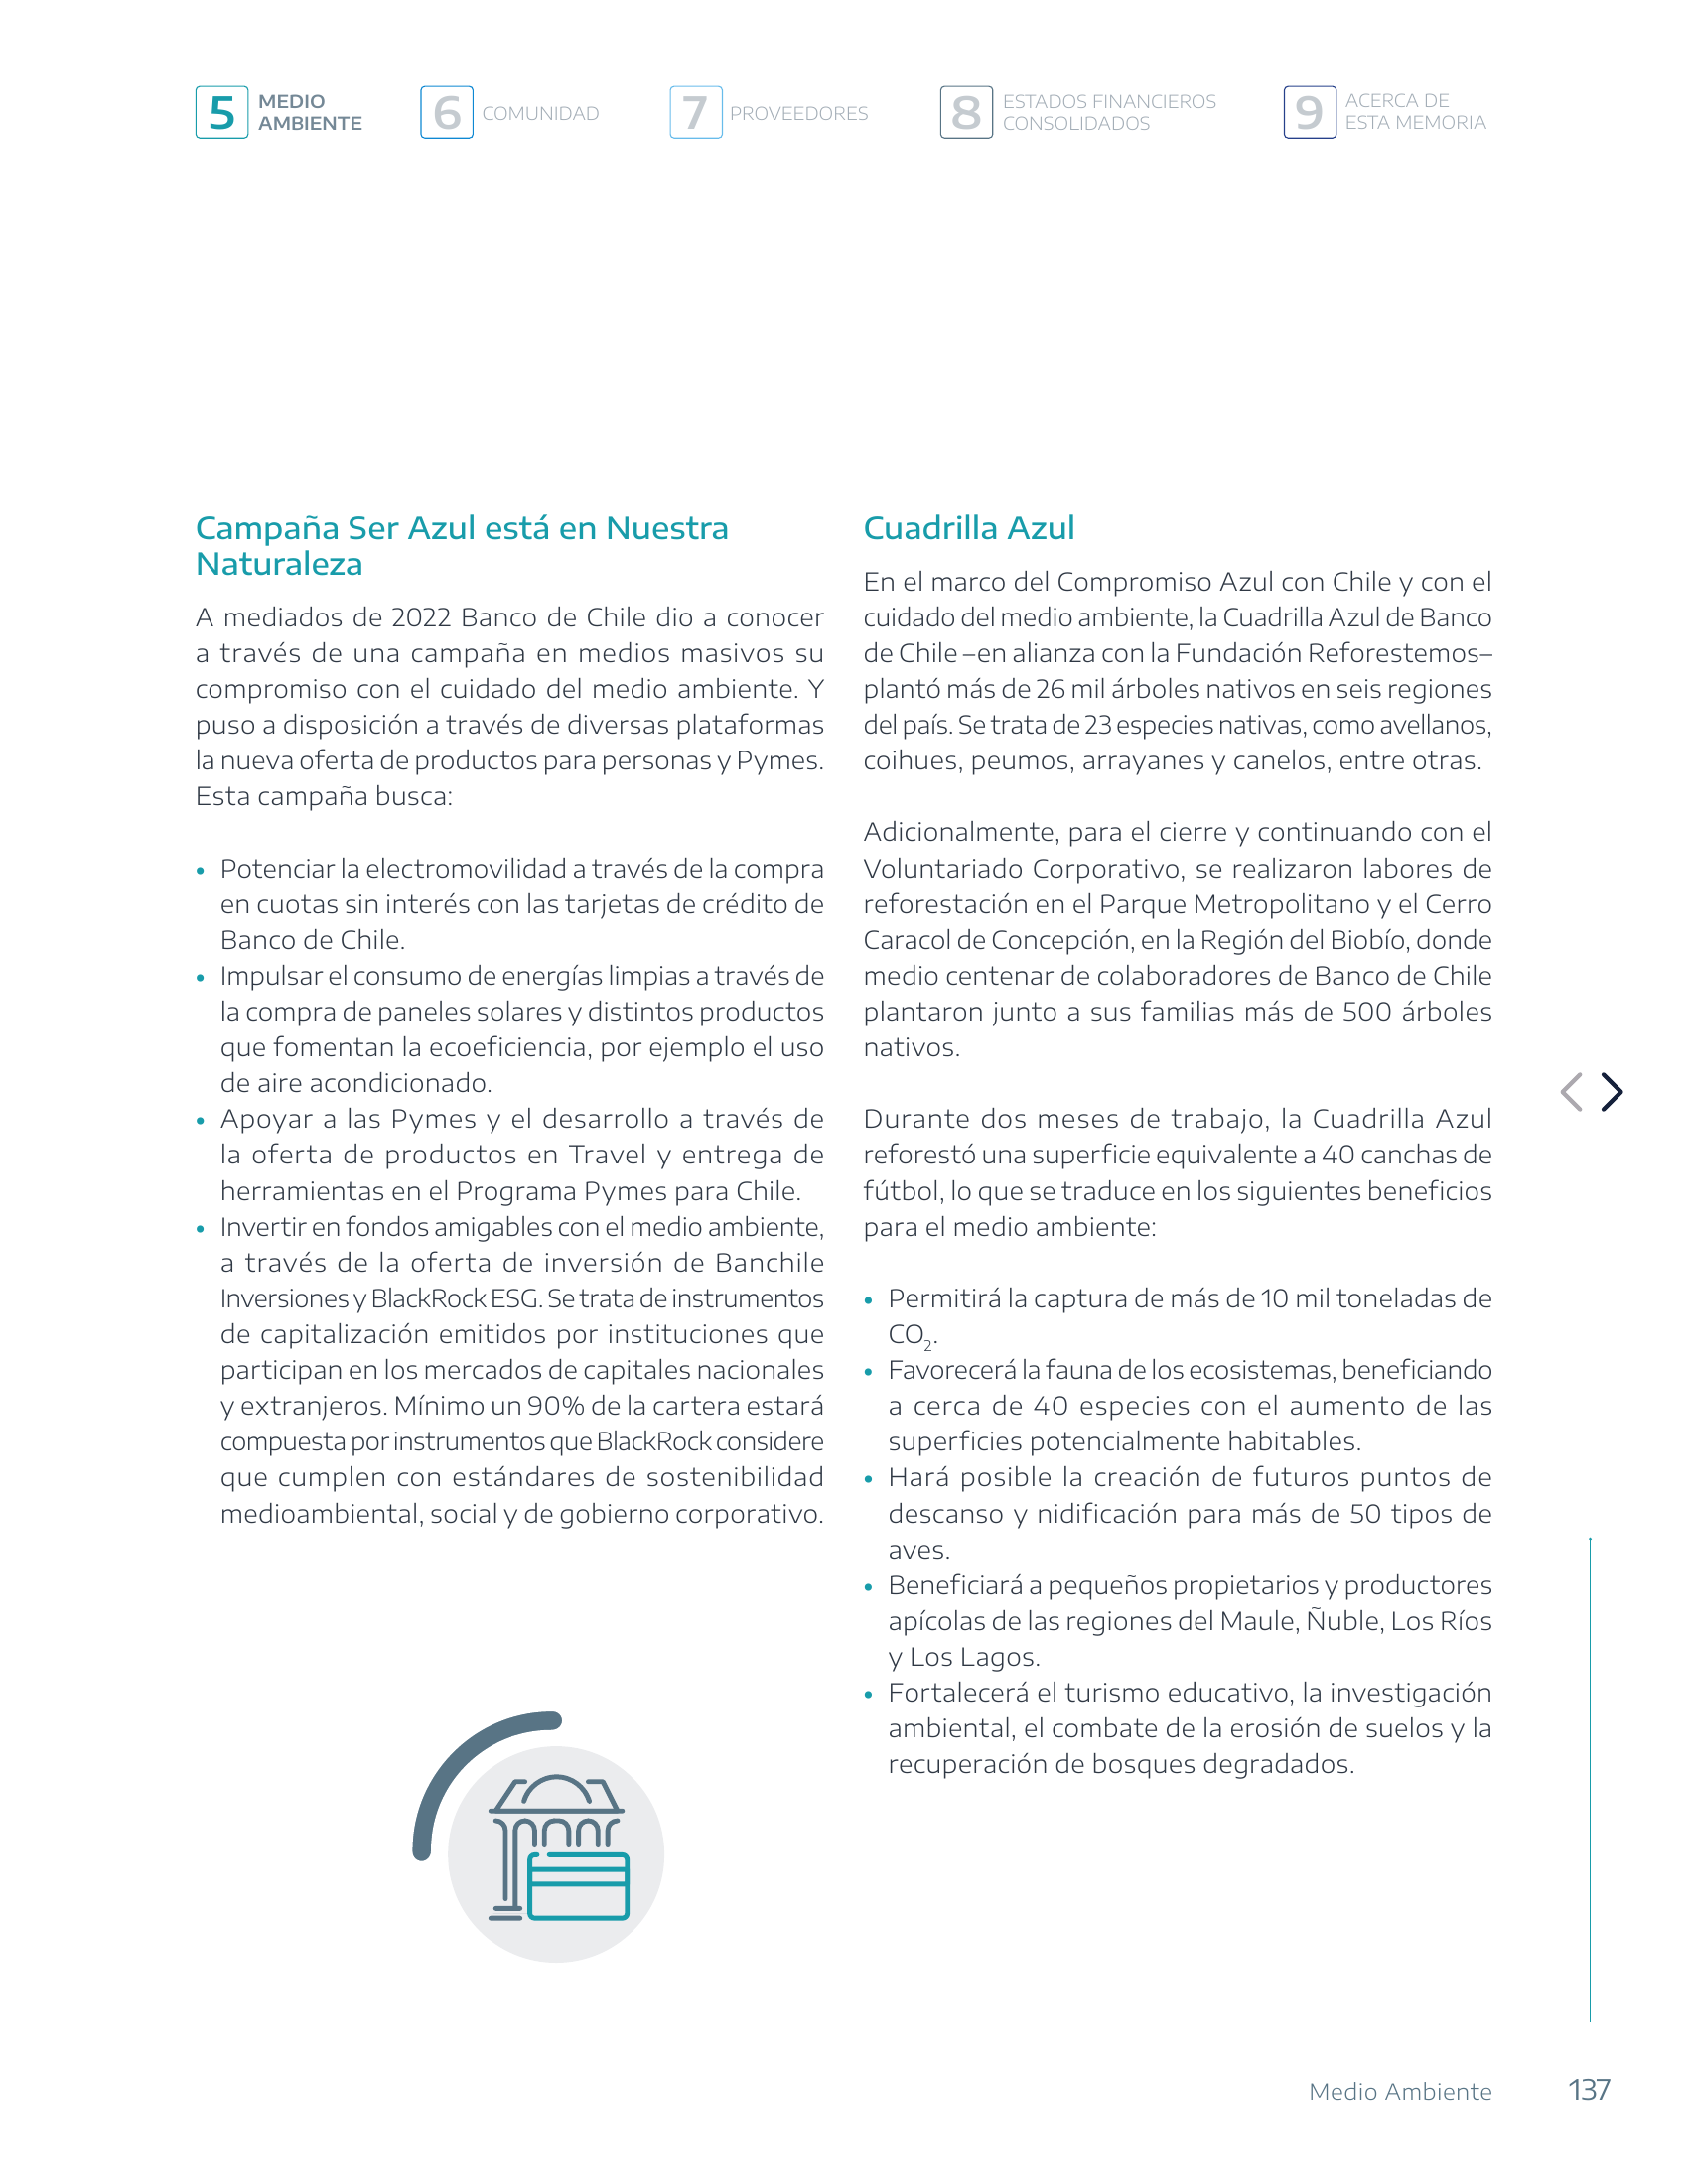 5 MEDIO
AMBIENTE
6 COMUNIDAD
7 PROVEEDORES
8 ESTADOS FINANCIEROS
CONSOLIDADOS
9 ACERCA DE
ESTA MEMORIA
Campaña Ser Azul está en Nuestra
Naturaleza
A mediados de 2022 Banco de Chile dio a conocer
a través de una campaña en medios masivos su
compromiso con el cuidado del medio ambiente. Y
puso a disposición a través de diversas plataformas
la nueva oferta de productos para personas y Pymes.
Esta campaña busca:
• Potenciar la electromovilidad a través de la compra
en cuotas sin interés con las tarjetas de crédito de
Banco de Chile.
• Impulsar el consumo de energías limpias a través de
la compra de paneles solares y distintos productos
que fomentan la ecoeficiencia, por ejemplo el uso
de aire acondicionado.
• Apoyar a las Pymes y el desarrollo a través de
la oferta de productos en Travel y entrega de
herramientas en el Programa Pymes para Chile.
• Invertir en fondos amigables con el medio ambiente,
a través de la oferta de inversión de Banchile
Inversiones y BlackRock ESG. Se trata de instrumentos
de capitalización emitidos por instituciones que
participan en los mercados de capitales nacionales
y extranjeros. Mínimo un 90% de la cartera estará
compuesta por instrumentos que BlackRock considere
que cumplen con estándares de sostenibilidad
medioambiental, social y de gobierno corporativo.
Cuadrilla Azul
En el marco del Compromiso Azul con Chile y con el
cuidado del medio ambiente, la Cuadrilla Azul de Banco
de Chile –en alianza con la Fundación Reforestemos–
plantó más de 26 mil árboles nativos en seis regiones
del país. Se trata de 23 especies nativas, como avellanos,
coihues, peumos, arrayanes y canelos, entre otras.
Adicionalmente, para el cierre y continuando con el
Voluntariado Corporativo, se realizaron labores de
reforestación en el Parque Metropolitano y el Cerro
Caracol de Concepción, en la Región del Biobío, donde
medio centenar de colaboradores de Banco de Chile
plantaron junto a sus familias más de 500 árboles
nativos.
Durante dos meses de trabajo, la Cuadrilla Azul
reforestó una superficie equivalente a 40 canchas de
fútbol, lo que se traduce en los siguientes beneficios
para el medio ambiente:
• Permitirá la captura de más de 10 mil toneladas de
CO₂.
• Favorecerá la fauna de los ecosistemas, beneficiando
a cerca de 40 especies con el aumento de las
superficies potencialmente habitables.
• Hará posible la creación de futuros puntos de
descanso y nidificación para más de 50 tipos de
aves.
• Beneficiará a pequeños propietarios y productores
apícolas de las regiones del Maule, Ñuble, Los Ríos
y Los Lagos.
• Fortalecerá el turismo educativo, la investigación
ambiental, el combate de la erosión de suelos y la
recuperación de bosques degradados.
Medio Ambiente 137